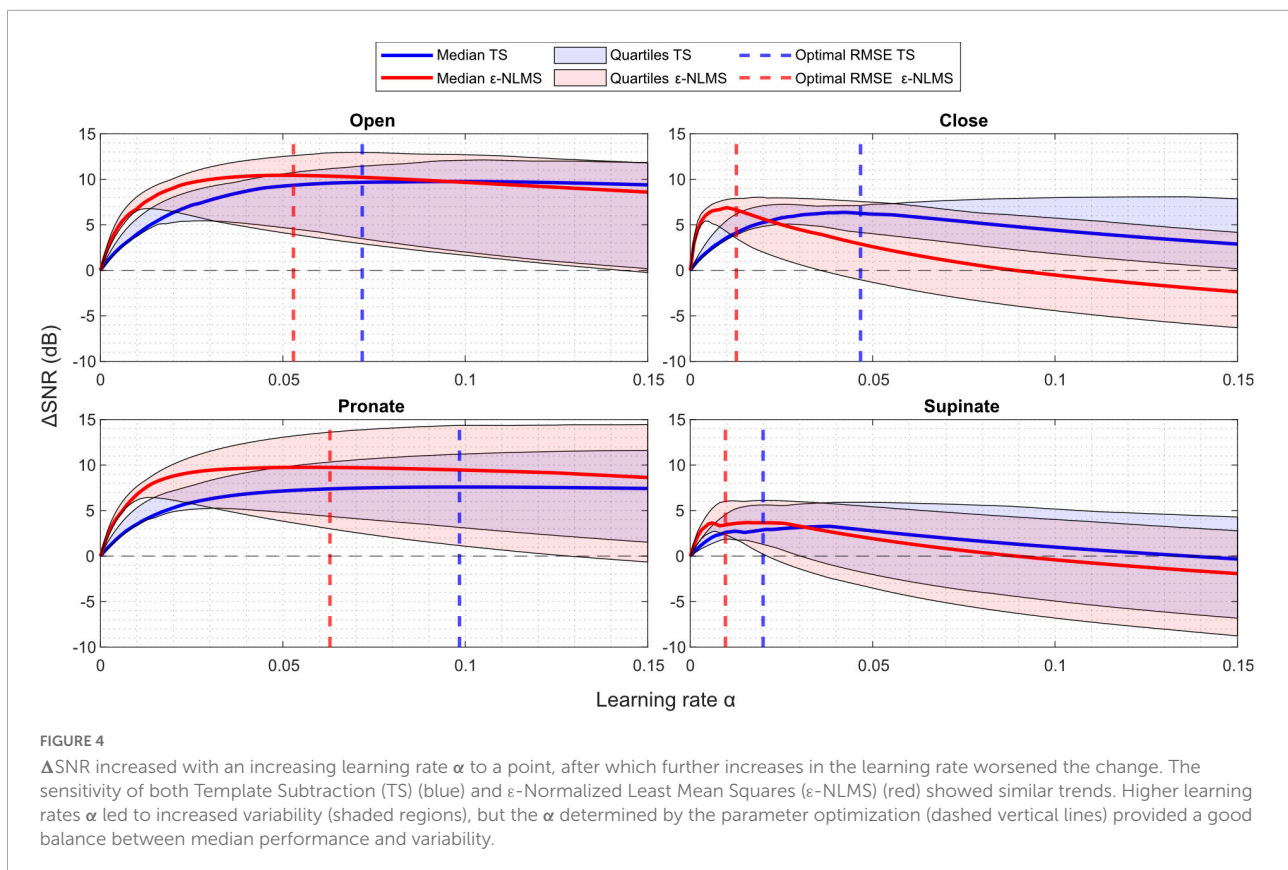 Median TS Quartiles TS Optimal RMSE TS
Median ε-NLMS Quartiles ε-NLMS Optimal RMSE ε-NLMS
Open
15
10
5
0
-5
-10
0 0.05 0.1 0.15
Close
15
10
5
0
-5
-10
0 0.05 0.1 0.15
ΔSNR (dB)
Pronate
15
10
5
0
-5
-10
0 0.05 0.1 0.15
Supinate
15
10
5
0
-5
-10
0 0.05 0.1 0.15
Learning rate α
FIGURE 4
ΔSNR increased with an increasing learning rate α to a point, after which further increases in the learning rate worsened the change. The
sensitivity of both Template Subtraction (TS) (blue) and ε-Normalized Least Mean Squares (ε-NLMS) (red) showed similar trends. Higher learning
rates α led to increased variability (shaded regions), but the α determined by the parameter optimization (dashed vertical lines) provided a good
balance between median performance and variability.